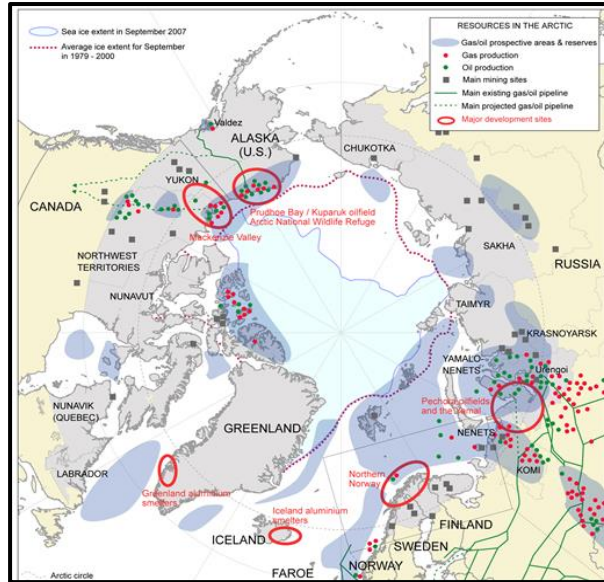 Sea ice extent in September 2007
Average ice extent for September
in 1979 - 2000
RESOURCES IN THE ARCTIC
Gas/oil prospective areas & reserves
Gas production
Oil production
Main mining sites
Main existing gas/oil pipeline
Main projected gas/oil pipeline
Major development sites
Valdez
ALASKA
(U.S.)
CHUKOTKA
YUKON
CANADA
Prudhoe Bay / Kuparuk oilfield
Arctic National Wildlife Refuge
Mackenzie Valley
NORTHWEST
TERRITORIES
SAKHA
RUSSIA
NUNAVUT
TAIMYR
KRASNOYARSK
YAMALO-
NENETS
Urengoi
NUNAVIK
(QUEBEC)
GREENLAND
Pechora oilfields
and the Yamal
NENETS
KOMI
LABRADOR
Greenland aluminium
smelters
Northern
Norway
Iceland aluminium
smelters
ICELAND
FINLAND
SWEDEN
NORWAY
FAROE
Arctic circle